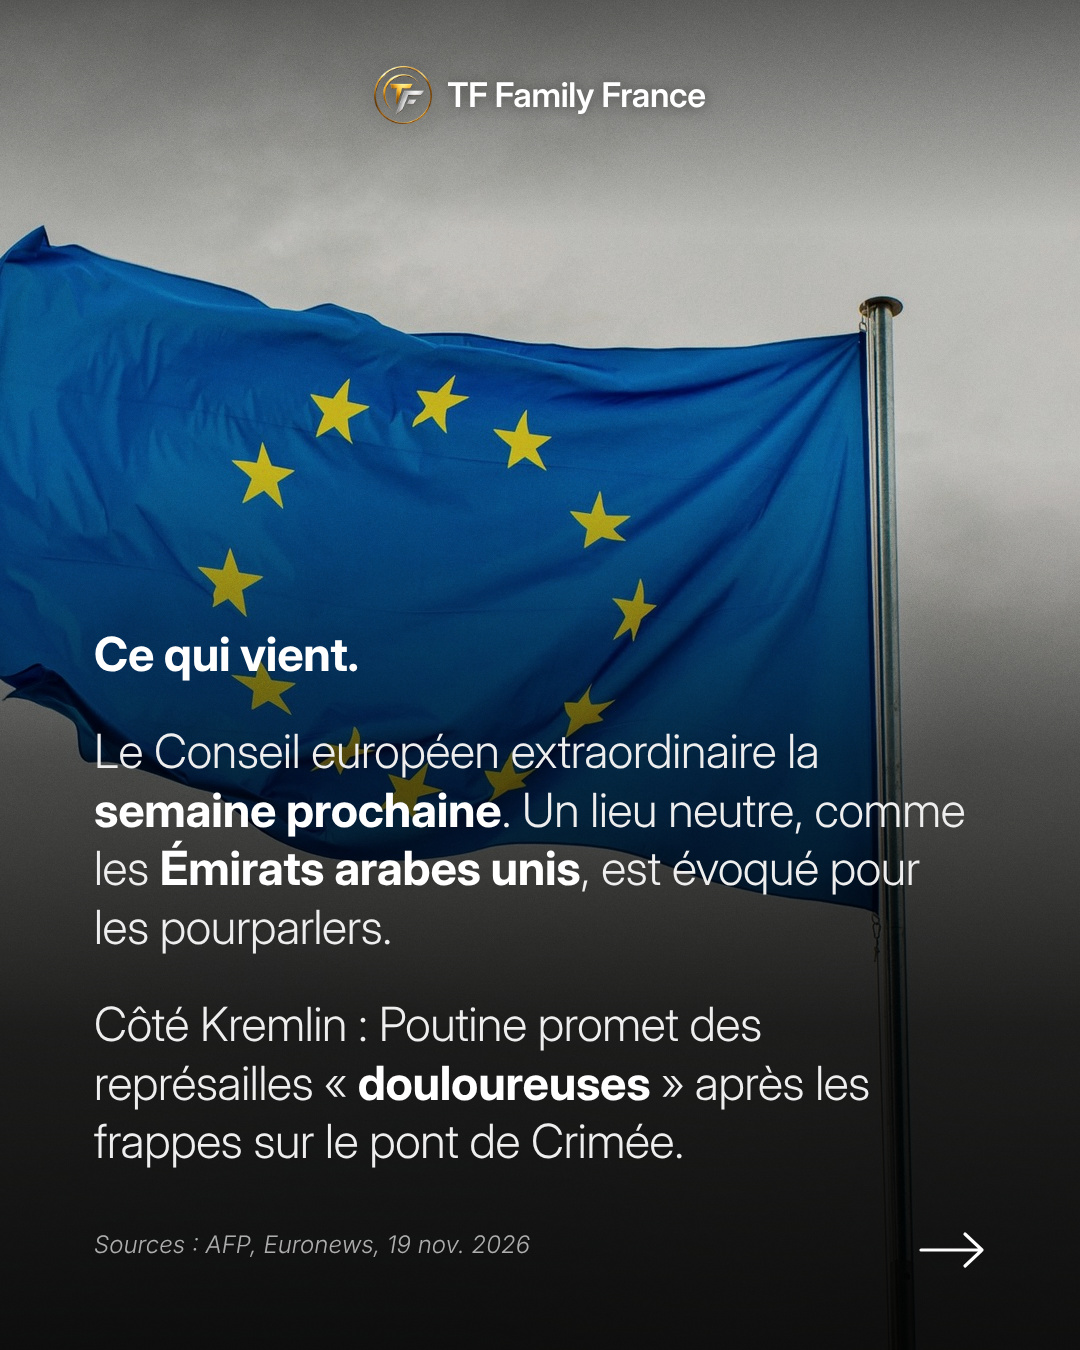 TF Family France
Ce qui vient.
Le Conseil européen extraordinaire la
semaine prochaine. Un lieu neutre, comme
les Émirats arabes unis, est évoqué pour
les pourparlers.
Côté Kremlin : Poutine promet des
représailles « douloureuses » après les
frappes sur le pont de Crimée.
Sources : AFP, Euronews, 19 nov. 2026